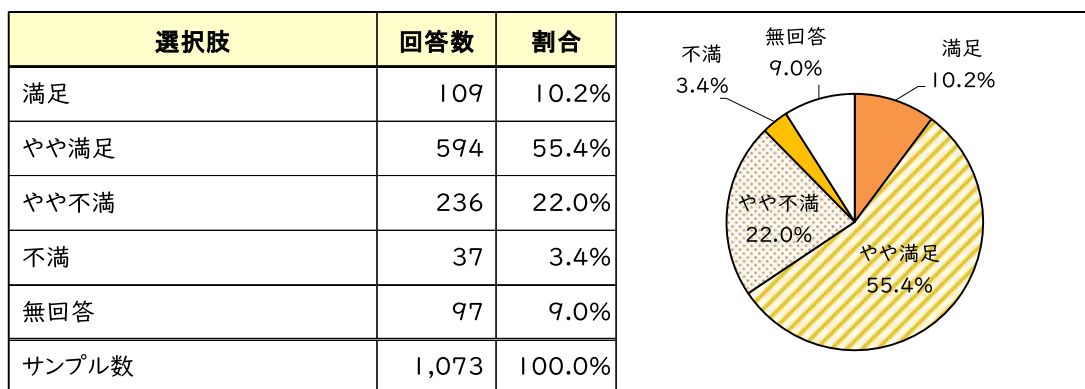 選択肢 回答数 割合
満足 109 10.2%
やや満足 594 55.4%
やや不満 236 22.0%
不満 37 3.4%
無回答 97 9.0%
サンプル数 1,073 100.0%
無回答
9.0%
不満
3.4%
満足
10.2%
やや不満
22.0%
やや満足
55.4%